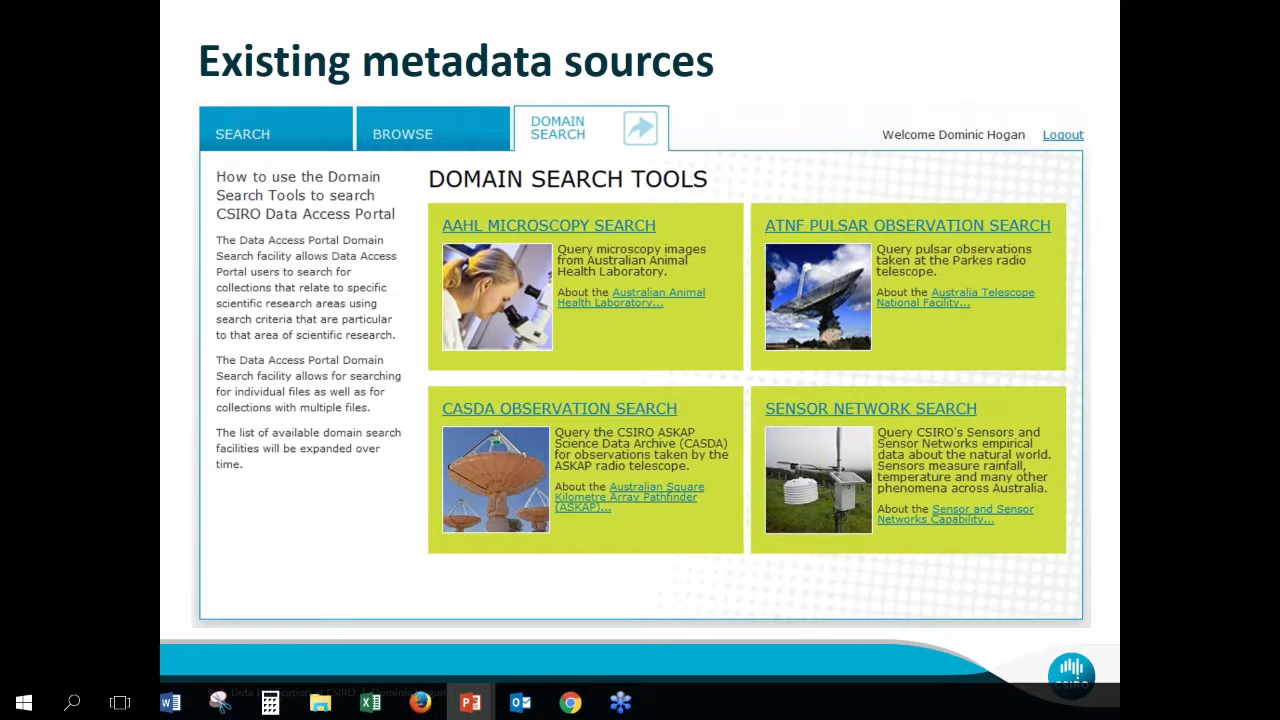 Existing metadata sources
SEARCH
BROWSE
DOMAIN
SEARCH
Welcome Dominic Hogan
Logout
How to use the Domain
Search Tools to search
CSIRO Data Access Portal
The Data Access Portal Domain
Search facility allows Data Access
Portal users to search for
collections that relate to specific
scientific research areas using
search criteria that are particular
to that area of scientific research.
The Data Access Portal Domain
Search facility allows for searching
for individual files as well as for
collections with multiple files.
The list of available domain search
facilities will be expanded over
time.
DOMAIN SEARCH TOOLS
AAHL MICROSCOPY SEARCH
Query microscopy images
from Australian Animal
Health Laboratory.
About the Australian Animal
Health Laboratory...
ATNF PULSAR OBSERVATION SEARCH
Query pulsar observations
taken at the Parkes radio
telescope.
About the Australia Telescope
National Facility...
CASDA OBSERVATION SEARCH
Query the CSIRO ASKAP
Science Data Archive (CASDA)
for observations taken by the
ASKAP radio telescope.
About the Australian Square
Kilometre Array Pathfinder
(ASKAP)...
SENSOR NETWORK SEARCH
Query CSIRO's Sensors and
Sensor Networks empirical
data about the natural world.
Sensors measure rainfall,
temperature and many other
phenomena across Australia.
About the Sensor and Sensor
Networks Capability...
CSIRO